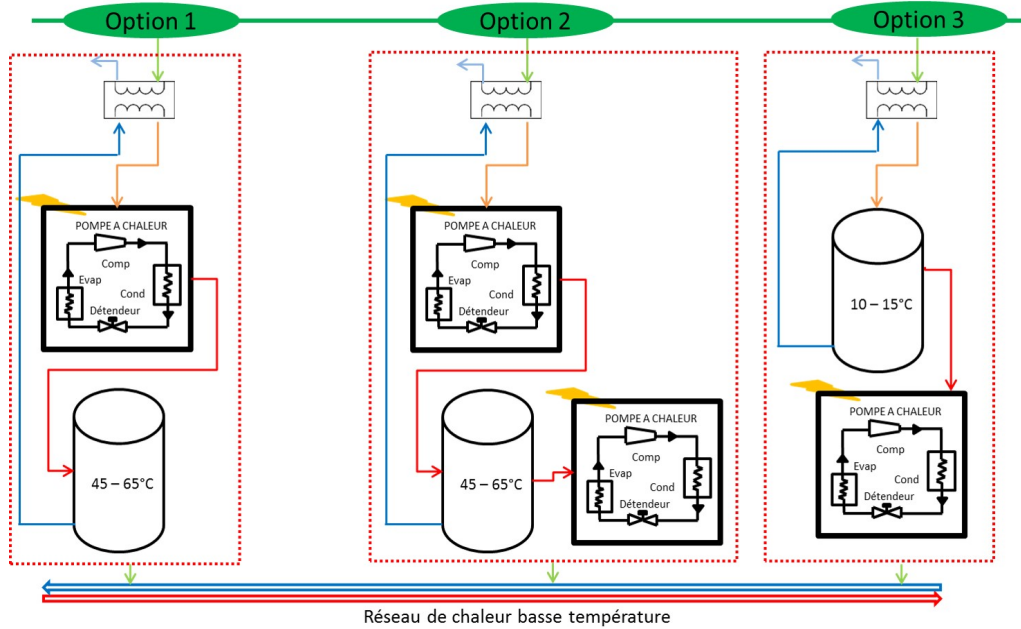 Option 1
Option 2
Option 3
POMPE A CHALEUR
Comp
Evap
Cond
Détendeur
45 – 65°C
POMPE A CHALEUR
Comp
Evap
Cond
Détendeur
45 – 65°C
POMPE A CHALEUR
Comp
Evap
Cond
Détendeur
10 – 15°C
POMPE A CHALEUR
Comp
Evap
Cond
Détendeur
Réseau de chaleur basse température